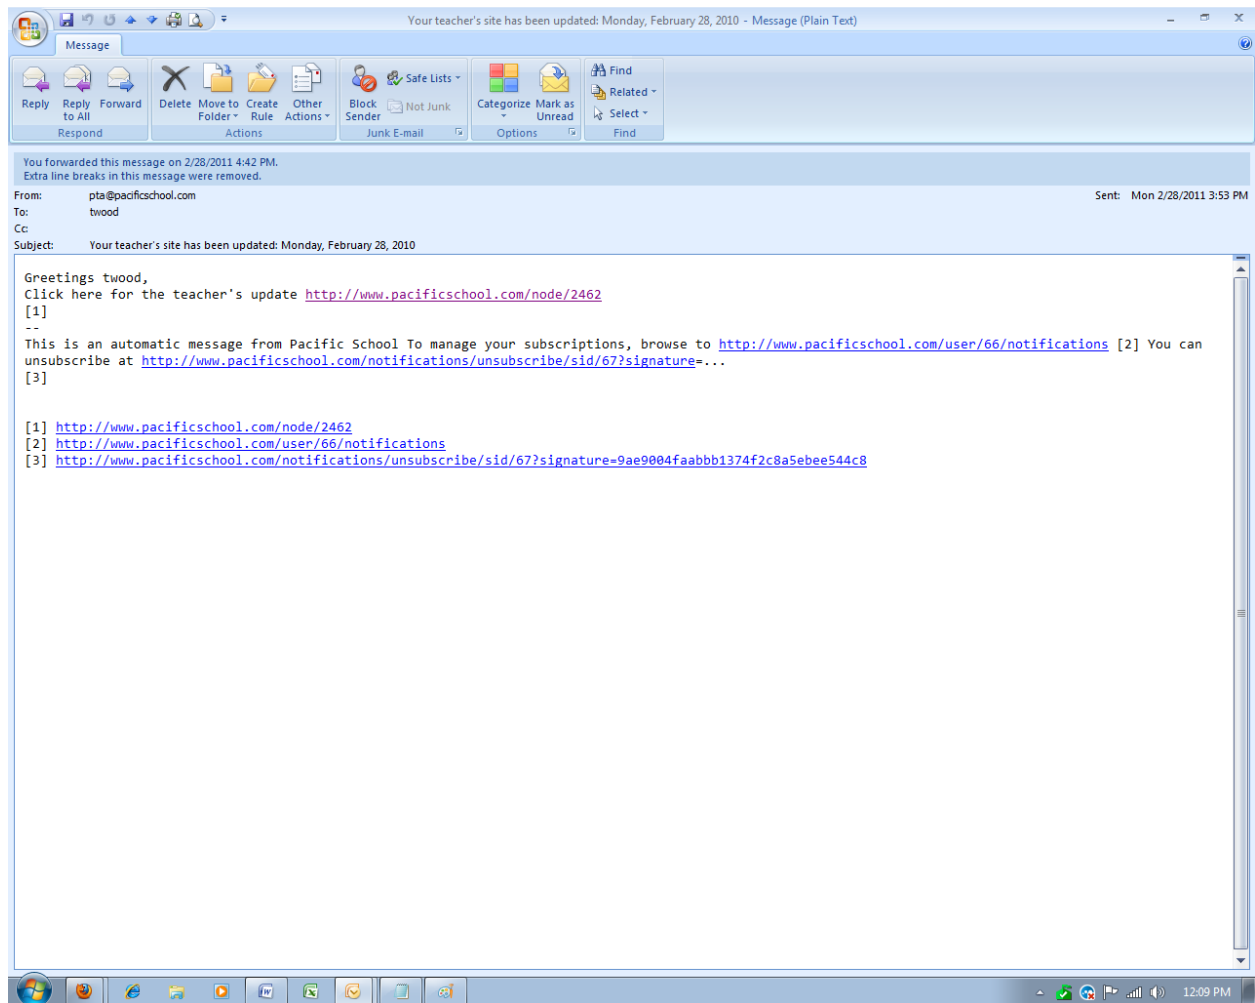 Your teacher's site has been updated: Monday, February 28, 2010 - Message (Plain Text)
Message
Reply
Reply to All
Forward
Respond
Delete
Move to Folder
Create Rule
Other Actions
Actions
Block Sender
Safe Lists
Not Junk
Junk E-mail
Categorize
Mark as Unread
Options
Find
Related
Select
Find
You forwarded this message on 2/28/2011 4:42 PM.
Extra line breaks in this message were removed.
From: pta@pacificschool.com Sent: Mon 2/28/2011 3:53 PM
To: twood
Cc:
Subject: Your teacher's site has been updated: Monday, February 28, 2010
Greetings twood,
Click here for the teacher's update http://www.pacificschool.com/node/2462
[1]
--
This is an automatic message from Pacific School To manage your subscriptions, browse to http://www.pacificschool.com/user/66/notifications [2] You can
unsubscribe at http://www.pacificschool.com/notifications/unsubscribe/sid/67?signature=...
[3]
[1] http://www.pacificschool.com/node/2462
[2] http://www.pacificschool.com/user/66/notifications
[3] http://www.pacificschool.com/notifications/unsubscribe/sid/67?signature=9ae9004faabbb1374f2c8a5ebee544c8
12:09 PM